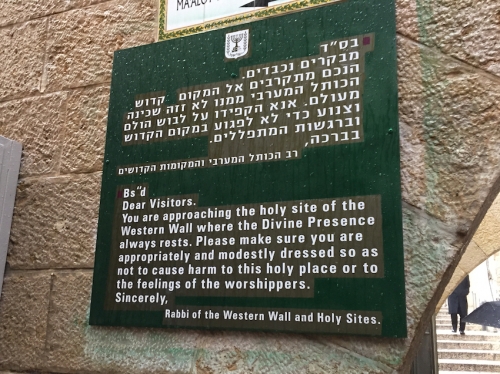 בס"ד
מבקרים נכבדים.
הנכם מתקרבים אל המקום קדוש
הכותל המערבי ממנו לא זזה שכינה
מעולם. אנא הקפידו על לבוש הולם
וצנוע כדי לא לפגוע במקום הקדוש
וברגשות המתפללים.
בברכה,
רב הכותל המערבי והמקומות הקדושים
Bs"d
Dear Visitors.
You are approaching the holy site of the
Western Wall where the Divine Presence
always rests. Please make sure you are
appropriately and modestly dressed so as
not to cause harm to this holy place or to
the feelings of the worshippers.
Sincerely,
Rabbi of the Western Wall and Holy Sites.